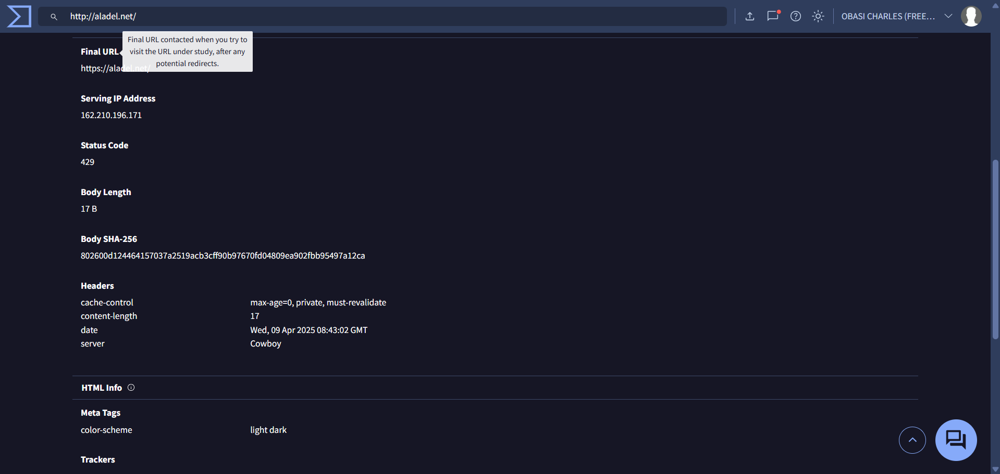 http://aladel.net/
OBASI CHARLES (FREE...
Final URL
Final URL contacted when you try to
visit the URL under study, after any
potential redirects.
https://aladel.net/
Serving IP Address
162.210.196.171
Status Code
429
Body Length
17 B
Body SHA-256
802600d124464157037a2519acb3cff90b97670fd04809ea902fbb95497a12ca
Headers
cache-control max-age=0, private, must-revalidate
content-length 17
date Wed, 09 Apr 2025 08:43:02 GMT
server Cowboy
HTML Info
Meta Tags
color-scheme light dark
Trackers